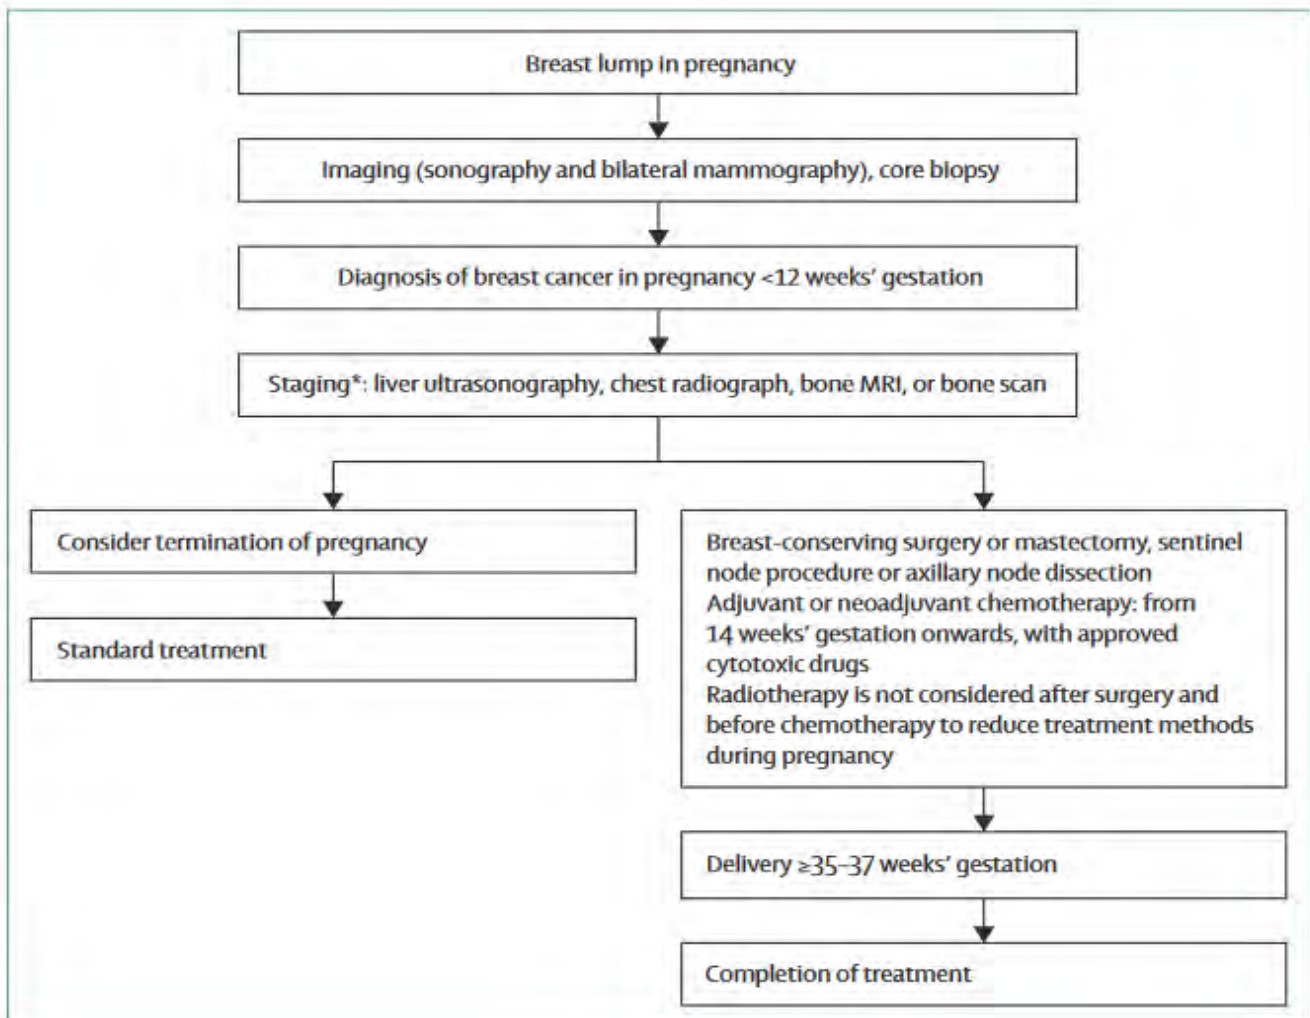 Breast lump in pregnancy
Imaging (sonography and bilateral mammography), core biopsy
Diagnosis of breast cancer in pregnancy <12 weeks’ gestation
Staging*: liver ultrasonography, chest radiograph, bone MRI, or bone scan
Consider termination of pregnancy
Standard treatment
Breast-conserving surgery or mastectomy, sentinel
node procedure or axillary node dissection
Adjuvant or neoadjuvant chemotherapy: from
14 weeks’ gestation onwards, with approved
cytotoxic drugs
Radiotherapy is not considered after surgery and
before chemotherapy to reduce treatment methods
during pregnancy
Delivery ≥35–37 weeks’ gestation
Completion of treatment